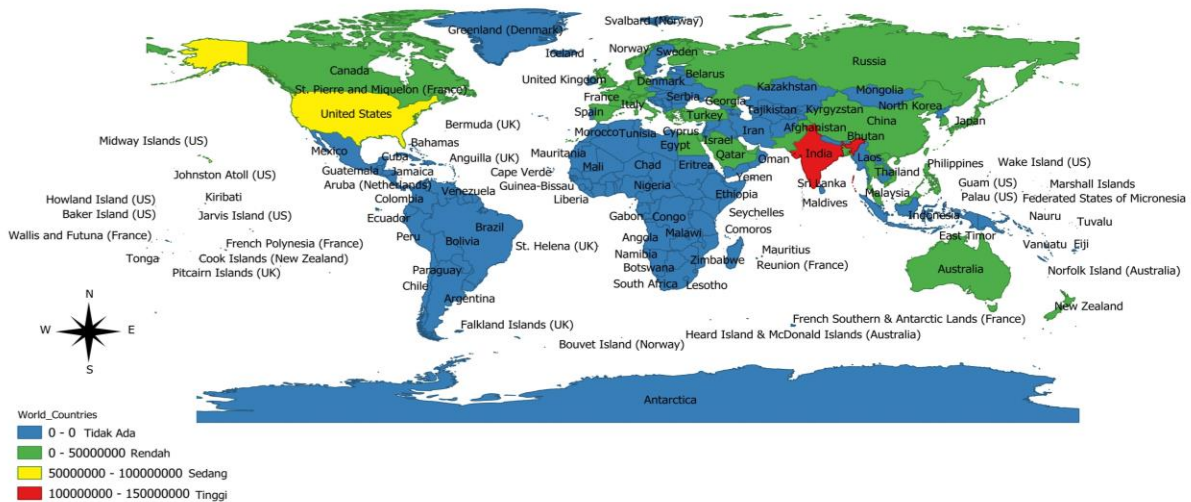 Svalbard (Norway)
Greenland (Denmark)
Iceland
Norway
Sweden
Russia
Canada
United Kingdom
Denmark
Belarus
St. Pierre and Miquelon (France)
Kazakhstan
Mongolia
France
Serbia
North Korea
United States
Spain
Italy
Georgia
Turkey
Tajikistan
Kyrgyzstan
China
Japan
Bermuda (UK)
Morocco
Tunisia
Cyprus
Israel
Iran
Afghanistan
Bhutan
Midway Islands (US)
Mexico
Bahamas
Cuba
Anguilla (UK)
Mauritania
Mali
Chad
Egypt
Eritrea
Qatar
Oman
India
Laos
Thailand
Philippines
Wake Island (US)
Johnston Atoll (US)
Guatemala
Jamaica
Cape Verde
Yemen
Guam (US)
Marshall Islands
Aruba (Netherlands)
Guinea-Bissau
Nigeria
Ethiopia
Sri Lanka
Malaysia
Palau (US)
Federated States of Micronesia
Howland Island (US)
Kiribati
Colombia
Venezuela
Liberia
Maldives
Baker Island (US)
Jarvis Island (US)
Ecuador
Brazil
Gabon
Congo
Seychelles
Indonesia
Nauru
Tuvalu
Wallis and Futuna (France)
French Polynesia (France)
Peru
Bolivia
St. Helena (UK)
Angola
Malawi
Comoros
East Timor
Vanuatu
Fiji
Tonga
Cook Islands (New Zealand)
Namibia
Zimbabwe
Mauritius
Pitcairn Islands (UK)
Paraguay
Botswana
Reunion (France)
Australia
Norfolk Island (Australia)
Chile
South Africa
Lesotho
Argentina
New Zealand
N
W E
S
Falkland Islands (UK)
French Southern & Antarctic Lands (France)
Heard Island & McDonald Islands (Australia)
Bouvet Island (Norway)
Antarctica
World_Countries
0 - 0 Tidak Ada
0 - 50000000 Rendah
50000000 - 100000000 Sedang
100000000 - 150000000 Tinggi